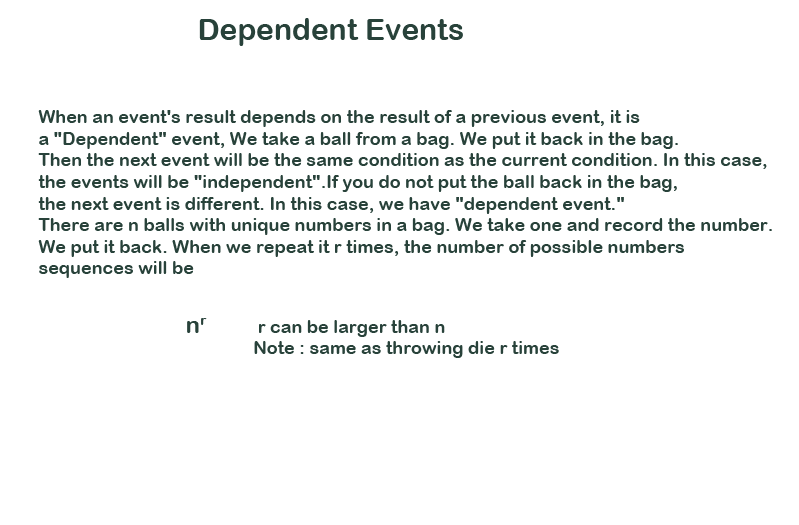 Dependent Events
When an event's result depends on the result of a previous event, it is
a "Dependent" event, We take a ball from a bag. We put it back in the bag.
Then the next event will be the same condition as the current condition. In this case,
the events will be "independent".If you do not put the ball back in the bag,
the next event is different. In this case, we have "dependent event."
There are n balls with unique numbers in a bag. We take one and record the number.
We put it back. When we repeat it r times, the number of possible numbers
sequences will be
nʳ r can be larger than n
Note : same as throwing die r times